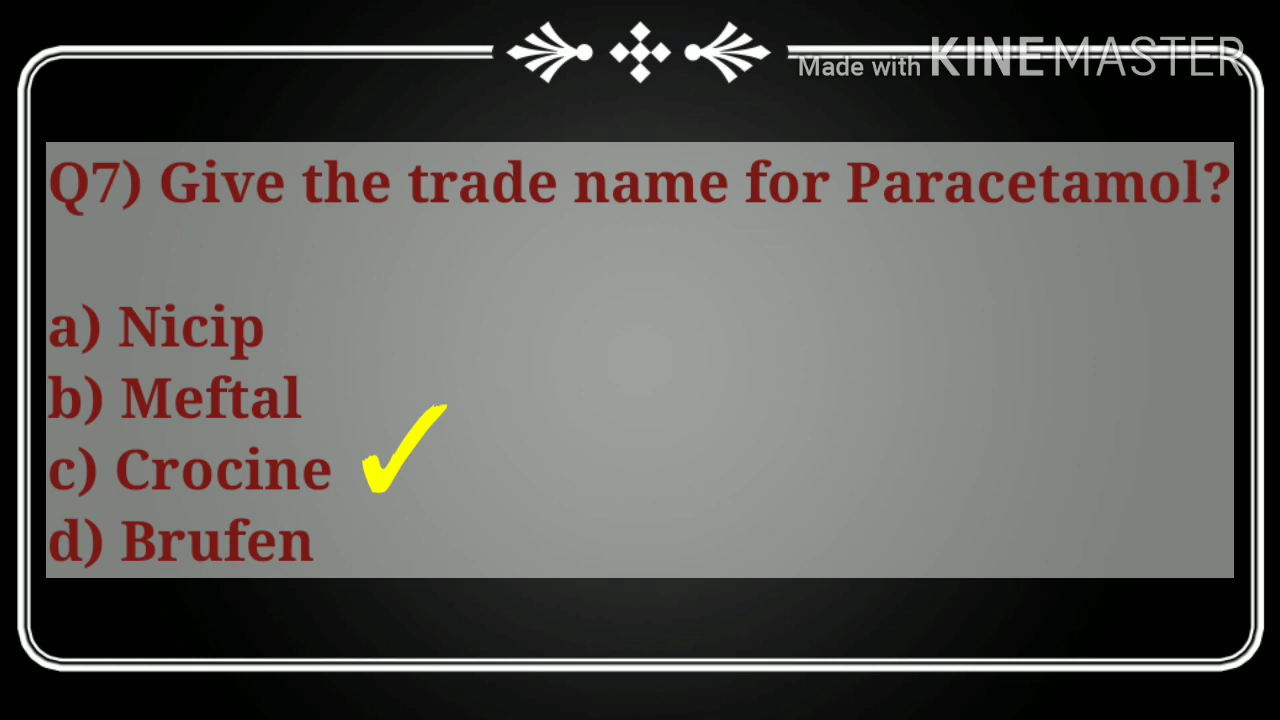 Made with KINEMASTER
Q7) Give the trade name for Paracetamol?
a) Nicip
b) Meftal
c) Crocine
d) Brufen